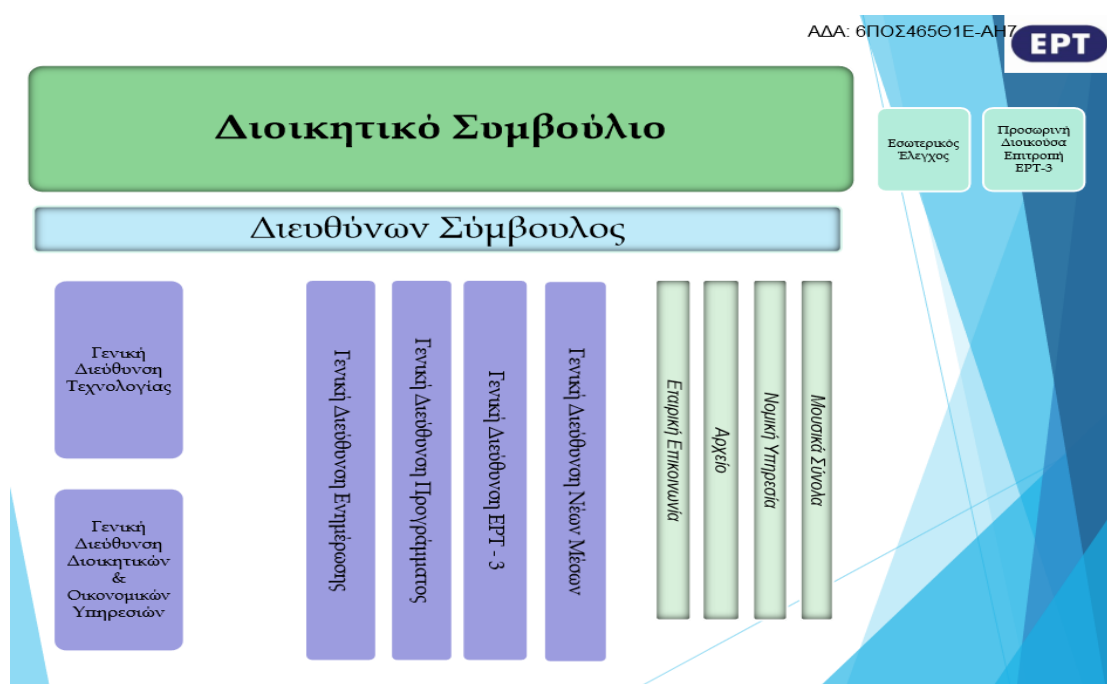 ΑΔΑ: 6ΠΟΣ465Θ1Ε-ΑΗ7
ΕΡΤ
Διοικητικό Συμβούλιο
Εσωτερικός
Έλεγχος
Προσωρινή
Διοικούσα
Επιτροπή
ΕΡΤ-3
Διευθύνων Σύμβουλος
Γενική
Διεύθυνση
Τεχνολογίας
Γενική
Διεύθυνση
Διοικητικών
&
Οικονομικών
Υπηρεσιών
Γενική Διεύθυνση Ενημέρωσης
Γενική Διεύθυνση Προγράμματος
Γενική Διεύθυνση ΕΡΤ - 3
Γενική Διεύθυνση Νέων Μέσων
Εταιρική Επικοινωνία
Αρχείο
Νομική Υπηρεσία
Μουσικά Σύνολα